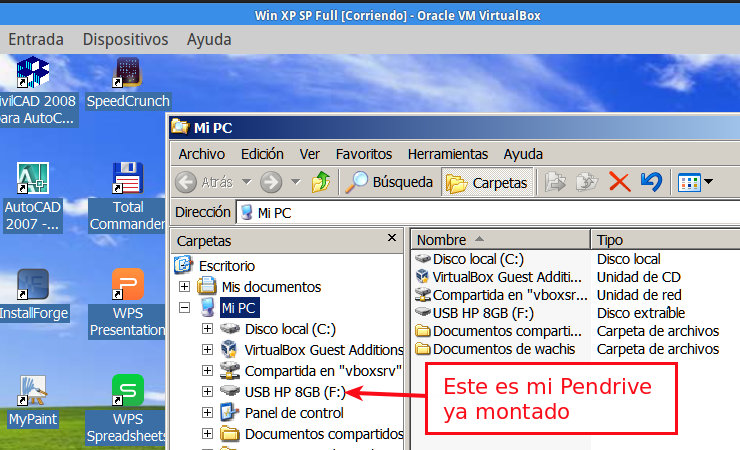 Win XP SP Full [Corriendo] - Oracle VM VirtualBox
Entrada Dispositivos Ayuda
ivilCAD 2008
para AutoC...
SpeedCrunch
AutoCAD
2007 -...
Total
Commander
InstallForge
WPS
Presentation
MyPaint
WPS
Spreadsheets
Mi PC
Archivo Edición Ver Favoritos Herramientas Ayuda
Atrás Búsqueda Carpetas
Dirección Mi PC
Carpetas
Escritorio
Mis documentos
Mi PC
Disco local (C:)
VirtualBox Guest Additions
Compartida en "vboxsrv"
USB HP 8GB (F:)
Panel de control
Documentos compartidos
Nombre Tipo
Disco local (C:) Disco local
VirtualBox Guest Additi... Unidad de CD
Compartida en "vboxsr... Unidad de red
USB HP 8GB (F:) Disco extraíble
Documentos comparti... Carpeta de archivos
Documentos de wachis Carpeta de archivos
Este es mi Pendrive
ya montado